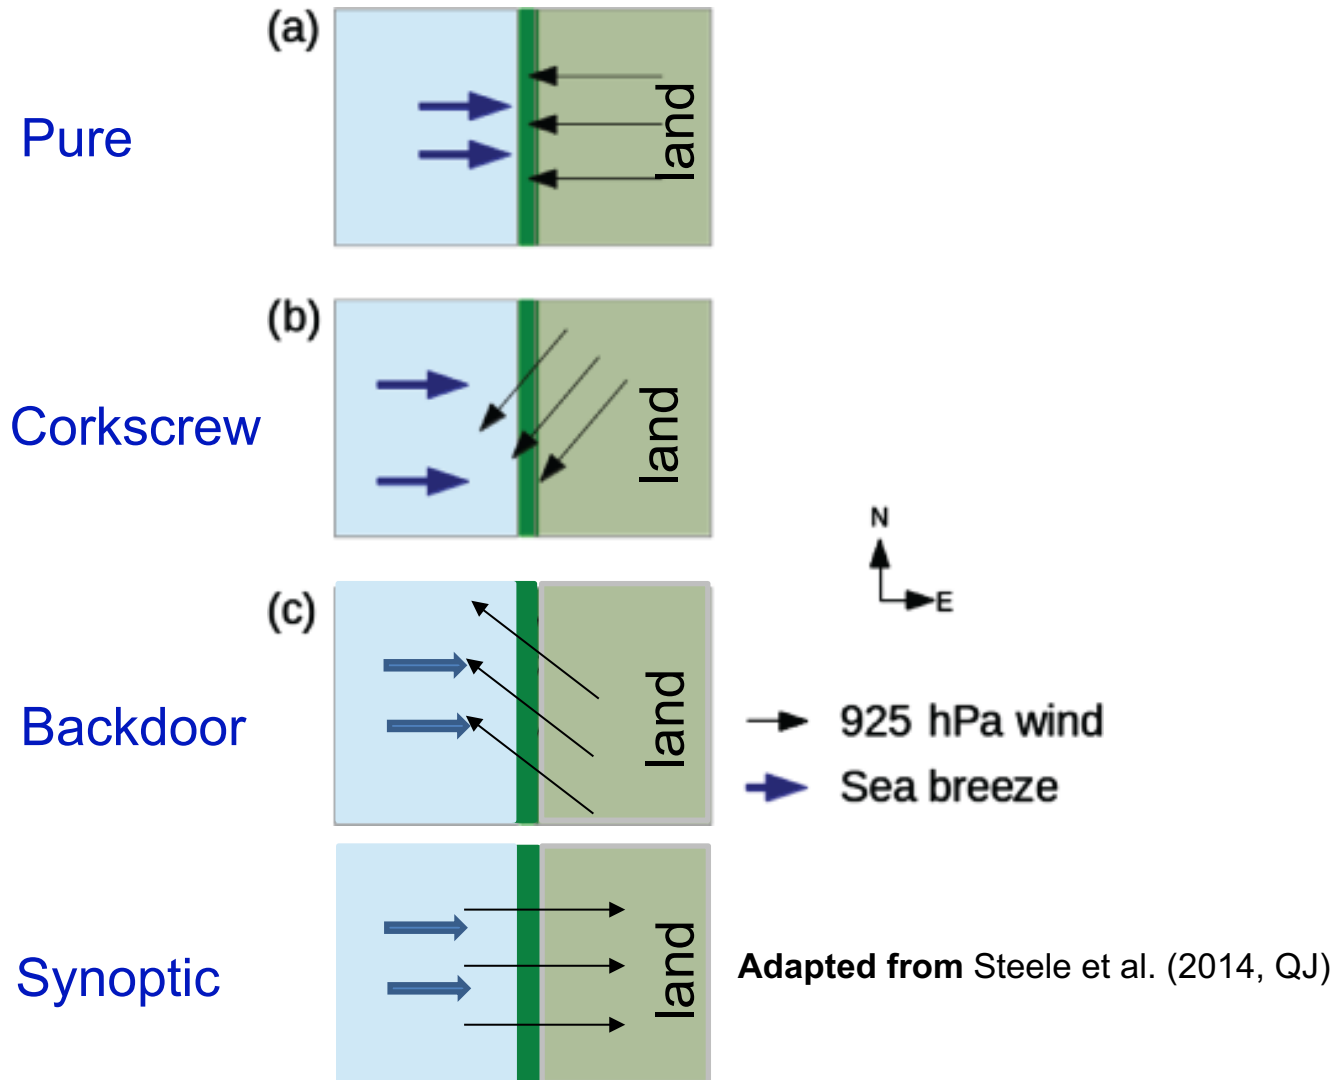 (a)
Pure
land
(b)
Corkscrew
land
N
E
(c)
Backdoor
land
925 hPa wind
Sea breeze
Synoptic
land
Adapted from Steele et al. (2014, QJ)